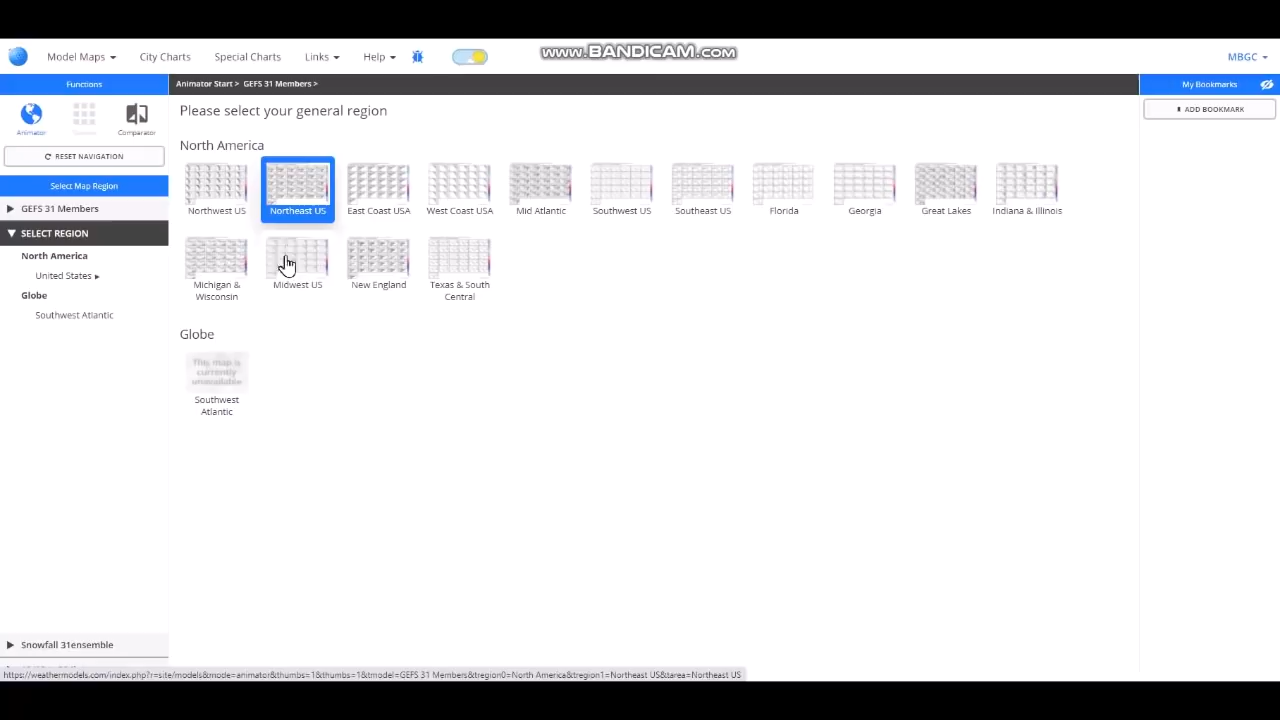 www.BANDICAM.com
Model Maps
City Charts
Special Charts
Links
Help
MBGC
Functions
Animator Start > GEFS 31 Members >
My Bookmarks
Animator
Comparator
ADD BOOKMARK
Please select your general region
RESET NAVIGATION
North America
Select Map Region
GEFS 31 Members
Northwest US
Northeast US
East Coast USA
West Coast USA
Mid Atlantic
Southwest US
Southeast US
Florida
Georgia
Great Lakes
Indiana & Illinois
SELECT REGION
North America
United States
Globe
Southwest Atlantic
Michigan &
Wisconsin
Midwest US
New England
Texas & South
Central
Globe
This map is
currently
unavailable
Southwest
Atlantic
Snowfall 31ensemble
https://weathermodels.com/index.php?r=site/models&mode=animator&thumbs=1&thumbs=1&tmodel=GEFS 31 Members&tregion0=North America&tregion1=Northeast US&tarea=Northeast US